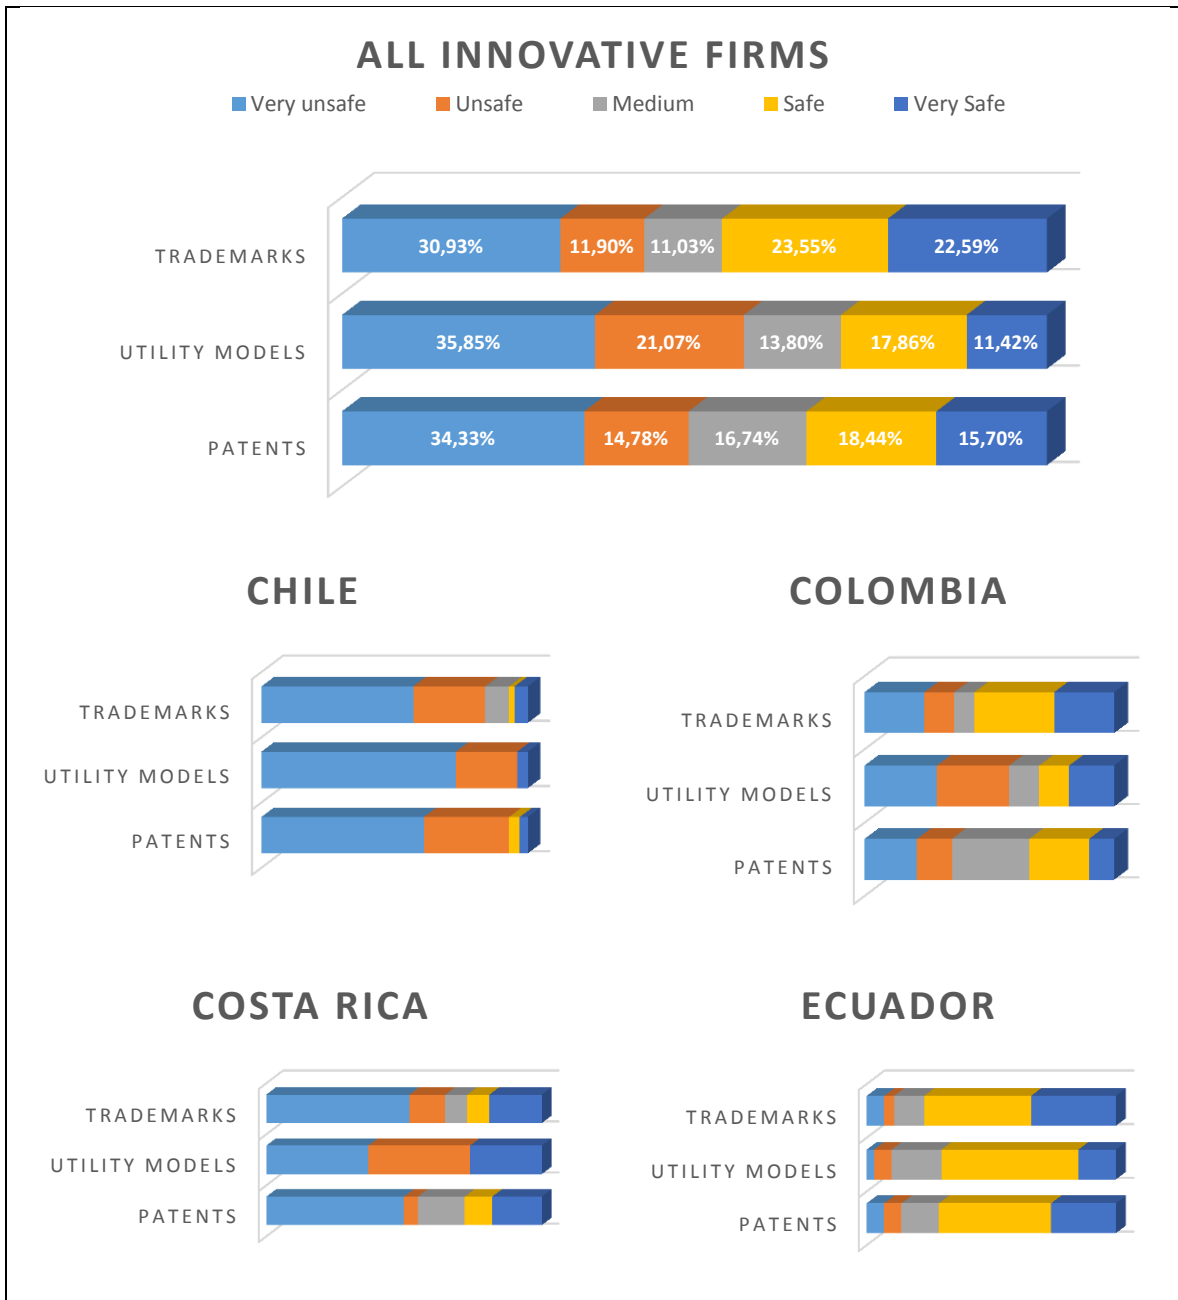 ALL INNOVATIVE FIRMS
Very unsafe Unsafe Medium Safe Very Safe
TRADEMARKS 30,93% 11,90% 11,03% 23,55% 22,59%
UTILITY MODELS 35,85% 21,07% 13,80% 17,86% 11,42%
PATENTS 34,33% 14,78% 16,74% 18,44% 15,70%
CHILE
TRADEMARKS
UTILITY MODELS
PATENTS
COLOMBIA
TRADEMARKS
UTILITY MODELS
PATENTS
COSTA RICA
TRADEMARKS
UTILITY MODELS
PATENTS
ECUADOR
TRADEMARKS
UTILITY MODELS
PATENTS